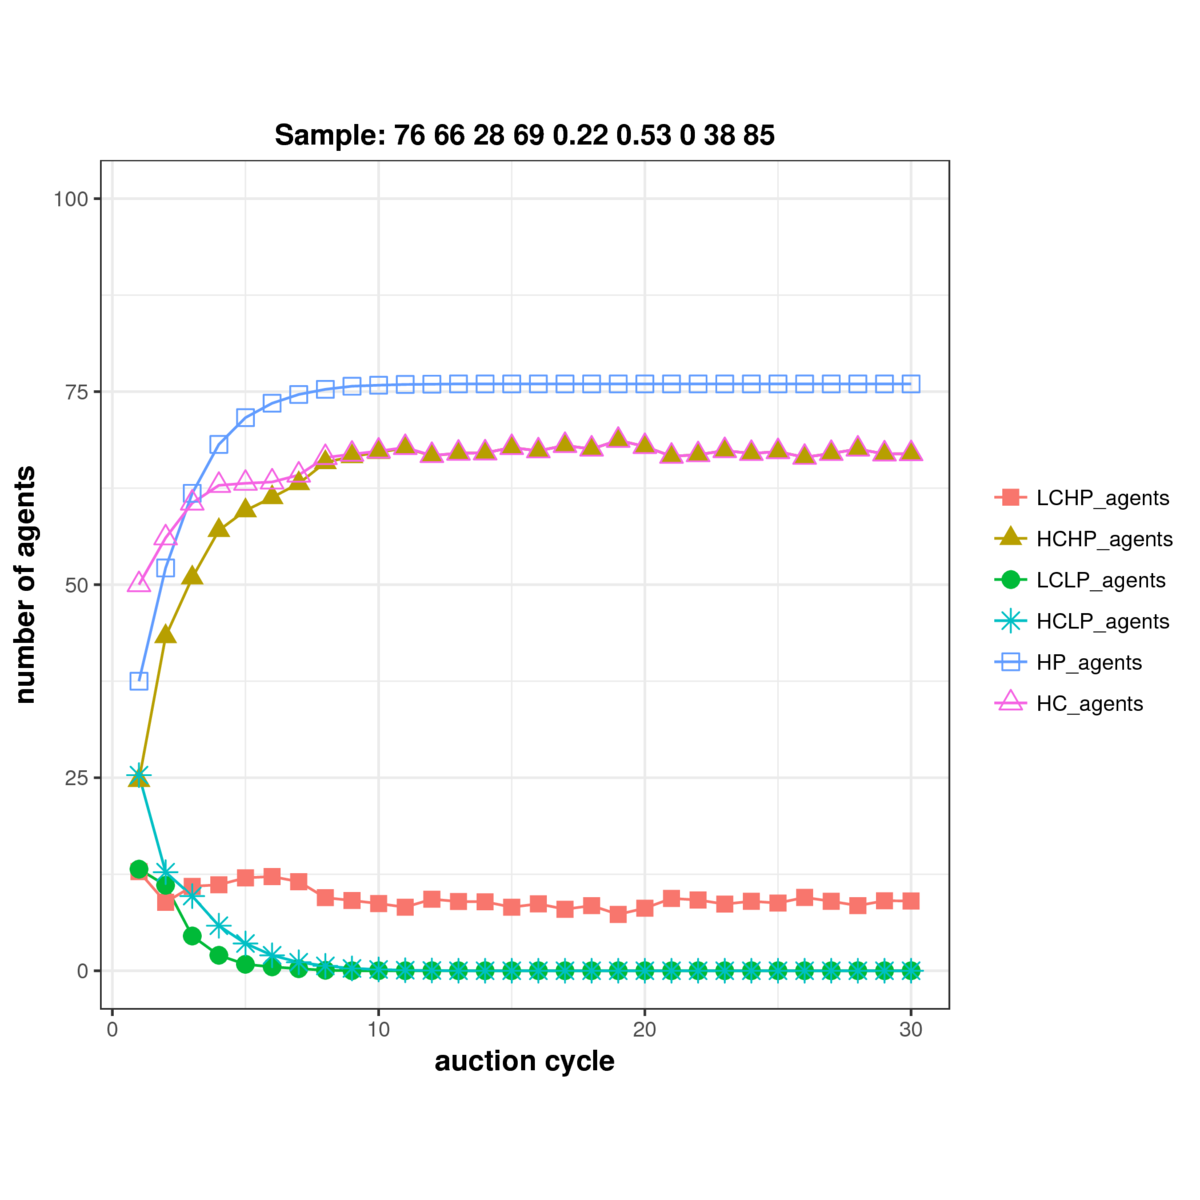 Sample: 76 66 28 69 0.22 0.53 0 38 85
100
75
50
25
0
0 10 20 30
auction cycle
number of agents
LCHP_agents
HCHP_agents
LCLP_agents
HCLP_agents
HP_agents
HC_agents